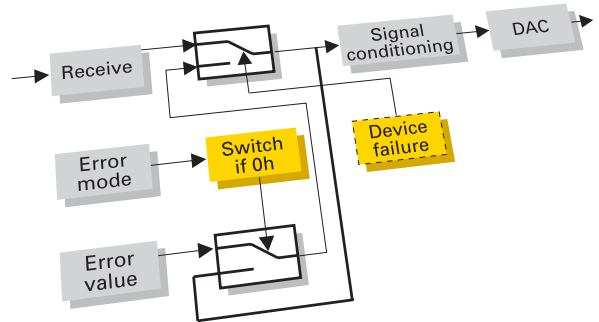 Receive
Signal
conditioning
DAC
Device
failure
Error
mode
Switch
if 0h
Error
value